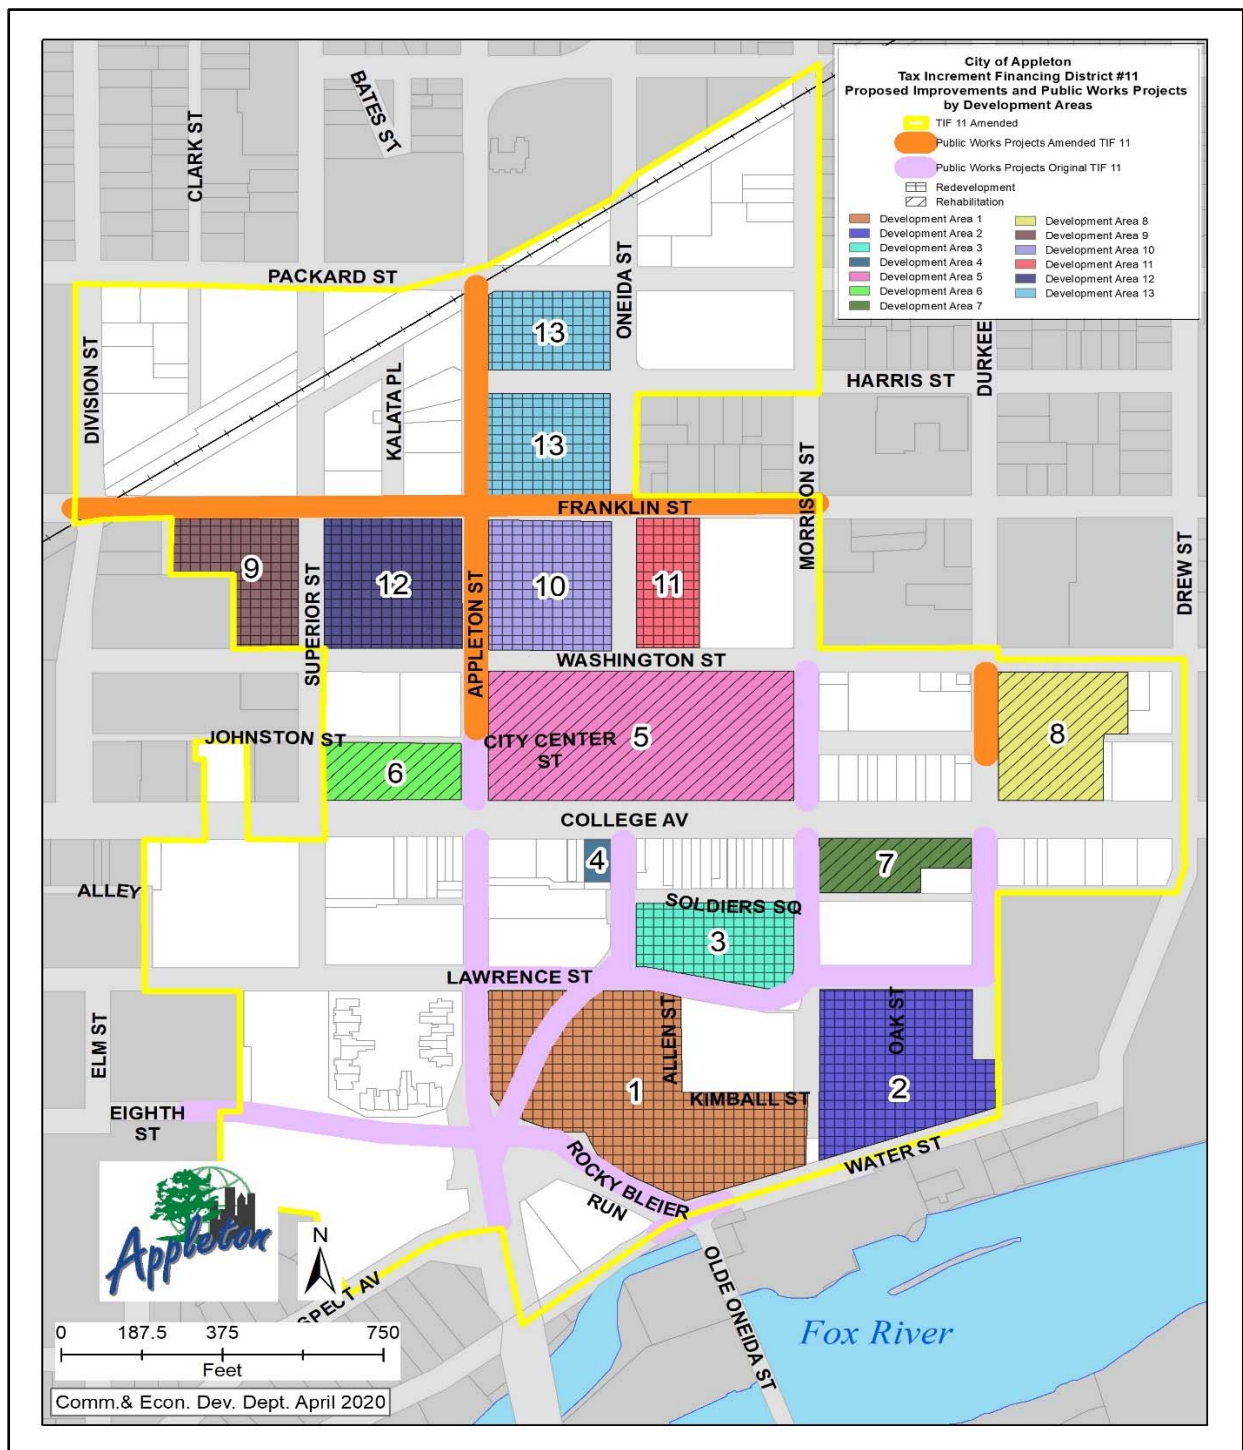 City of Appleton
Tax Increment Financing District #11
Proposed Improvements and Public Works Projects
by Development Areas
TIF 11 Amended
Public Works Projects Amended TIF 11
Public Works Projects Original TIF 11
Redevelopment
Rehabilitation
Development Area 1
Development Area 2
Development Area 3
Development Area 4
Development Area 5
Development Area 6
Development Area 7
Development Area 8
Development Area 9
Development Area 10
Development Area 11
Development Area 12
Development Area 13
BATES ST
CLARK ST
PACKARD ST
ONEIDA ST
DIVISION ST
KALATA PL
13
HARRIS ST
DURKEE
13
FRANKLIN ST
MORRISON ST
DREW ST
9
SUPERIOR ST
12
APPLETON ST
10
11
WASHINGTON ST
JOHNSTON ST
6
CITY CENTER
ST
5
8
COLLEGE AV
ALLEY
4
7
SOLDIERS SQ
3
LAWRENCE ST
ELM ST
ALLEN ST
OAK ST
1
2
KIMBALL ST
EIGHTH
ST
WATER ST
ROCKY BLEIER
RUN
Appleton
N
SPECT AV
OLDE ONEIDA ST
Fox River
0 187.5 375 750
Feet
Comm.& Econ. Dev. Dept. April 2020